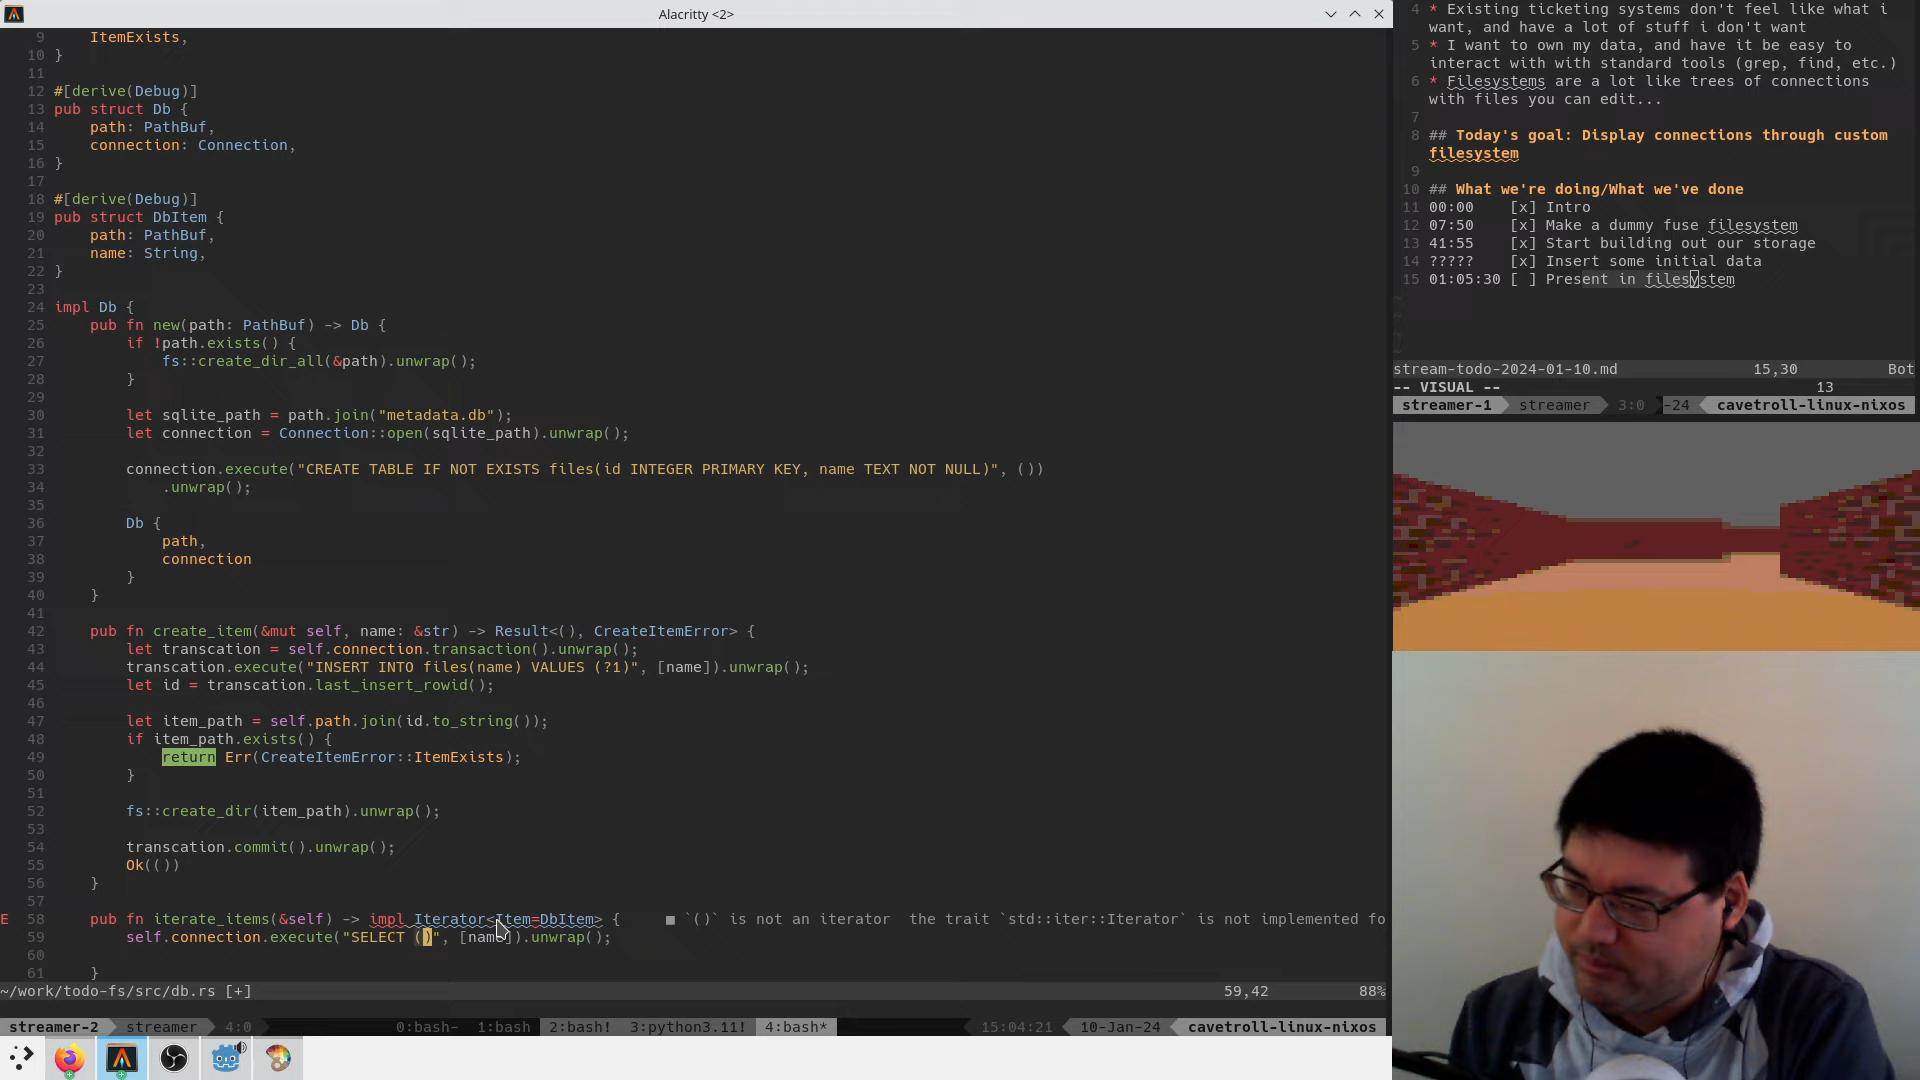 Alacritty <2>
9 ItemExists,
10 }
11
12 #[derive(Debug)]
13 pub struct Db {
14 path: PathBuf,
15 connection: Connection,
16 }
17
18 #[derive(Debug)]
19 pub struct DbItem {
20 path: PathBuf,
21 name: String,
22 }
23
24 impl Db {
25 pub fn new(path: PathBuf) -> Db {
26 if !path.exists() {
27 fs::create_dir_all(&path).unwrap();
28 }
29
30 let sqlite_path = path.join("metadata.db");
31 let connection = Connection::open(sqlite_path).unwrap();
32
33 connection.execute("CREATE TABLE IF NOT EXISTS files(id INTEGER PRIMARY KEY, name TEXT NOT NULL)", ())
34 .unwrap();
35
36 Db {
37 path,
38 connection
39 }
40 }
41
42 pub fn create_item(&mut self, name: &str) -> Result<(), CreateItemError> {
43 let transcation = self.connection.transaction().unwrap();
44 transcation.execute("INSERT INTO files(name) VALUES (?1)", [name]).unwrap();
45 let id = transcation.last_insert_rowid();
46
47 let item_path = self.path.join(id.to_string());
48 if item_path.exists() {
49 return Err(CreateItemError::ItemExists);
50 }
51
52 fs::create_dir(item_path).unwrap();
53
54 transcation.commit().unwrap();
55 Ok(())
56 }
57
E 58 pub fn iterate_items(&self) -> impl Iterator<Item=DbItem> { ■ `()` is not an iterator the trait `std::iter::Iterator` is not implemented fo
59 self.connection.execute("SELECT ()", [name]).unwrap();
60
61 }
~/work/todo-fs/src/db.rs [+] 59,42 88%
streamer-2 streamer 4:0 0:bash- 1:bash 2:bash! 3:python3.11! 4:bash* 15:04:21 10-Jan-24 cavetroll-linux-nixos
4 * Existing ticketing systems don't feel like what i
want, and have a lot of stuff i don't want
5 * I want to own my data, and have it be easy to
interact with with standard tools (grep, find, etc.)
6 * Filesystems are a lot like trees of connections
with files you can edit...
7
8 ## Today's goal: Display connections through custom
filesystem
9
10 ## What we're doing/What we've done
11 00:00 [x] Intro
12 07:50 [x] Make a dummy fuse filesystem
13 41:55 [x] Start building out our storage
14 ????? [x] Insert some initial data
15 01:05:30 [ ] Present in filesystem
~
~
~
stream-todo-2024-01-10.md 15,30 Bot
-- VISUAL -- 13
streamer-1 streamer 3:0 -24 cavetroll-linux-nixos